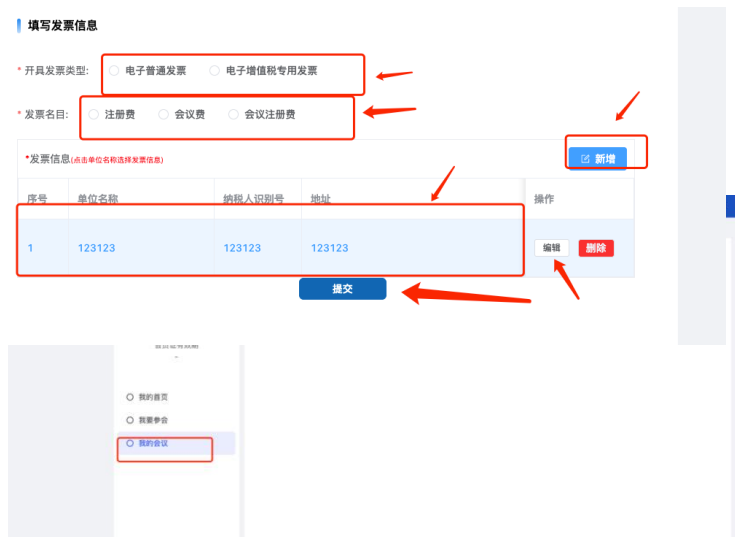 填写发票信息
* 开具发票类型: 电子普通发票 电子增值税专用发票
* 发票名目: 注册费 会议费 会议注册费
*发票信息(点击单位名称选择发票信息) 新增
序号 单位名称 纳税人识别号 地址 操作
1 123123 123123 123123 编辑 删除
提交
我的首页
我要参会
我的会议